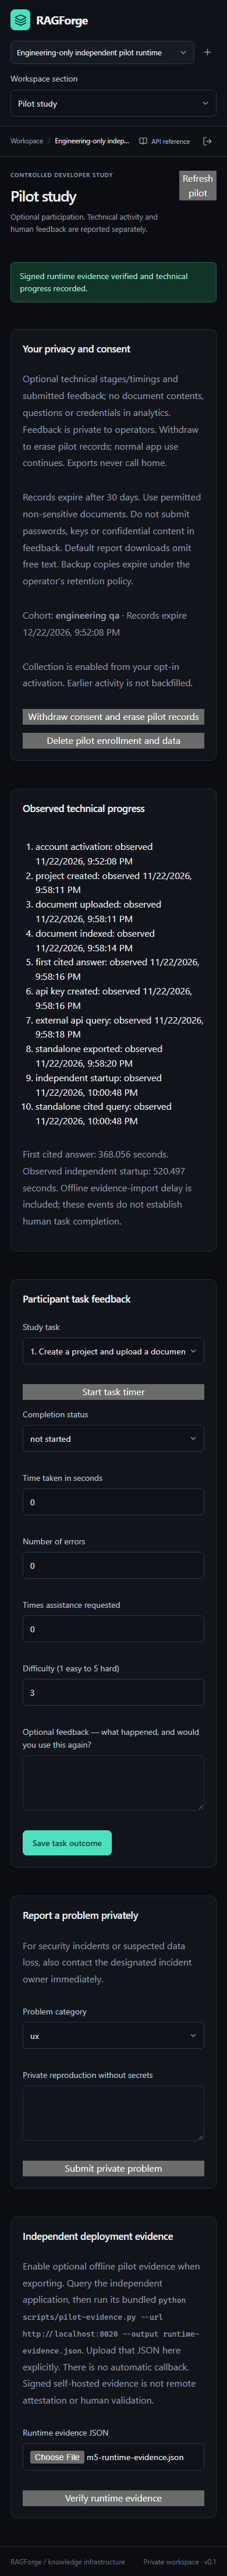 RAGForge
Engineering-only independent pilot runtime
Workspace section
Pilot study
Workspace / Engineering-only indep... API reference
CONTROLLED DEVELOPER STUDY
Pilot study
Optional participation. Technical activity and
human feedback are reported separately.
Refresh
pilot
Signed runtime evidence verified and technical
progress recorded.
Your privacy and consent
Optional technical stages/timings and
submitted feedback; no document contents,
questions or credentials in analytics.
Feedback is private to operators. Withdraw
to erase pilot records; normal app use
continues. Exports never call home.
Records expire after 30 days. Use permitted
non-sensitive documents. Do not submit
passwords, keys or confidential content in
feedback. Default report downloads omit
free text. Backup copies expire under the
operator's retention policy.
Cohort: engineering qa · Records expire
12/22/2026, 9:52:08 PM
Collection is enabled from your opt-in
activation. Earlier activity is not backfilled.
Withdraw consent and erase pilot records
Delete pilot enrollment and data
Observed technical progress
1. account activation: observed
11/22/2026, 9:52:08 PM
2. project created: observed 11/22/2026,
9:58:11 PM
3. document uploaded: observed
11/22/2026, 9:58:11 PM
4. document indexed: observed
11/22/2026, 9:58:14 PM
5. first cited answer: observed 11/22/2026,
9:58:16 PM
6. api key created: observed 11/22/2026,
9:58:16 PM
7. external api query: observed 11/22/2026,
9:58:18 PM
8. standalone exported: observed
11/22/2026, 9:58:20 PM
9. independent startup: observed
11/22/2026, 10:00:48 PM
10. standalone cited query: observed
11/22/2026, 10:00:48 PM
First cited answer: 368.056 seconds.
Observed independent startup: 520.497
seconds. Offline evidence-import delay is
included; these events do not establish
human task completion.
Participant task feedback
Study task
1. Create a project and upload a documen
Start task timer
Completion status
not started
Time taken in seconds
0
Number of errors
0
Times assistance requested
0
Difficulty (1 easy to 5 hard)
3
Optional feedback — what happened, and would
you use this again?
Save task outcome
Report a problem privately
For security incidents or suspected data
loss, also contact the designated incident
owner immediately.
Problem category
ux
Private reproduction without secrets
Submit private problem
Independent deployment evidence
Enable optional offline pilot evidence when
exporting. Query the independent
application, then run its bundled python
scripts/pilot-evidence.py --url
http://localhost:8020 --output runtime-
evidence.json. Upload that JSON here
explicitly. There is no automatic callback.
Signed self-hosted evidence is not remote
attestation or human validation.
Runtime evidence JSON
Choose File m5-runtime-evidence.json
Verify runtime evidence
RAGForge / knowledge infrastructure Private workspace · v0.1